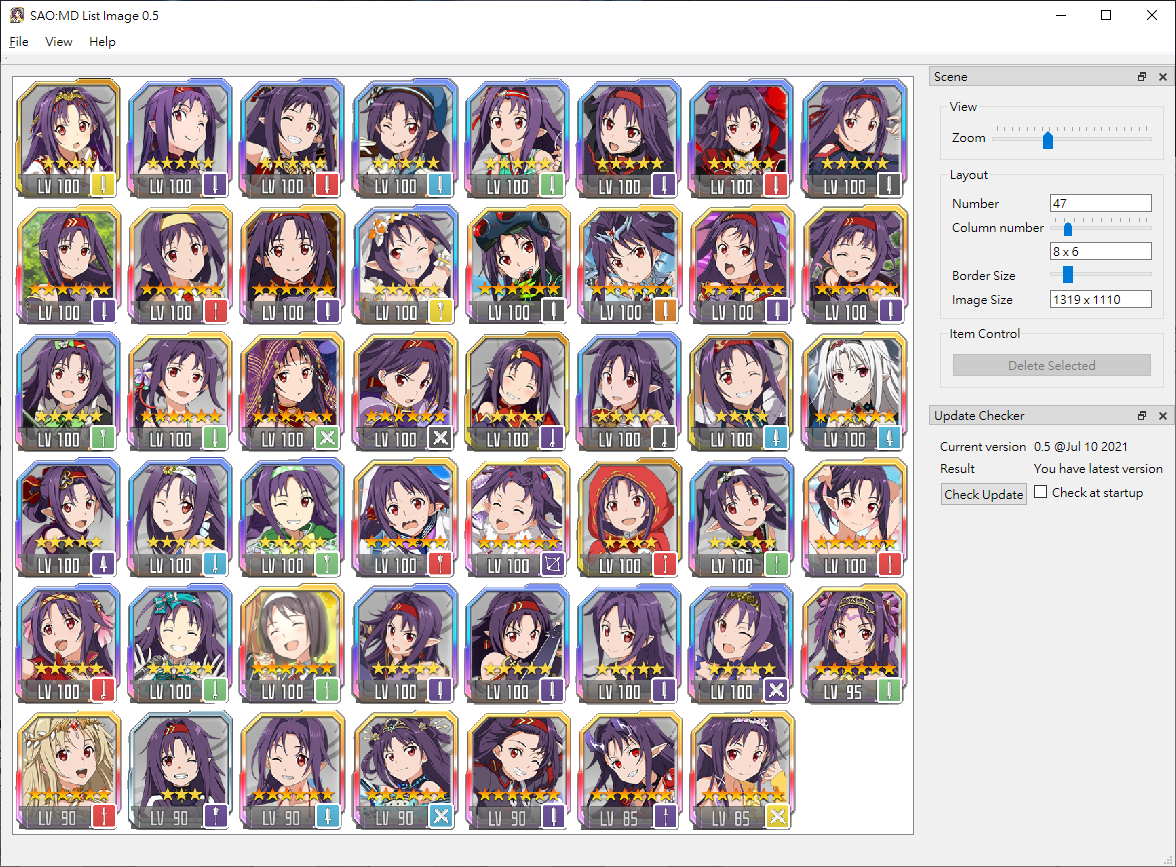 SAO:MD List Image 0.5
File View Help
LV 100 LV 100 LV 100 LV 100 LV 100 LV 100 LV 100 LV 100
LV 100 LV 100 LV 100 LV 100 LV 100 LV 100 LV 100 LV 100
LV 100 LV 100 LV 100 LV 100 LV 100 LV 100 LV 100 LV 100
LV 100 LV 100 LV 100 LV 100 LV 100 LV 100 LV 100 LV 100
LV 100 LV 100 LV 100 LV 100 LV 100 LV 100 LV 100 LV 95
LV 90 LV 90 LV 90 LV 90 LV 90 LV 85 LV 85
Scene
View
Zoom
Layout
Number 47
Column number
8 x 6
Border Size
Image Size 1319 x 1110
Item Control
Delete Selected
Update Checker
Current version 0.5 @Jul 10 2021
Result You have latest version
Check Update Check at startup